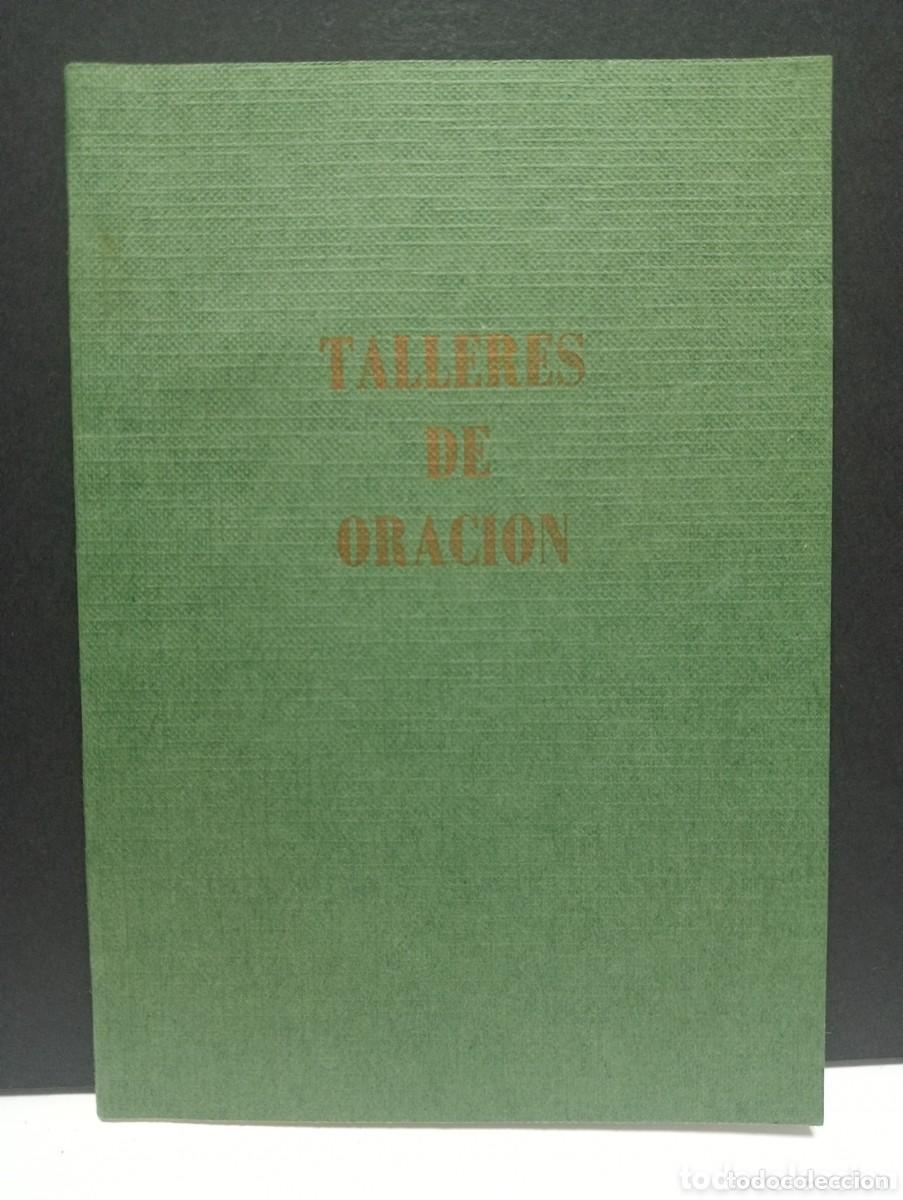 TALLERES
DE
ORACION
todocoleccion